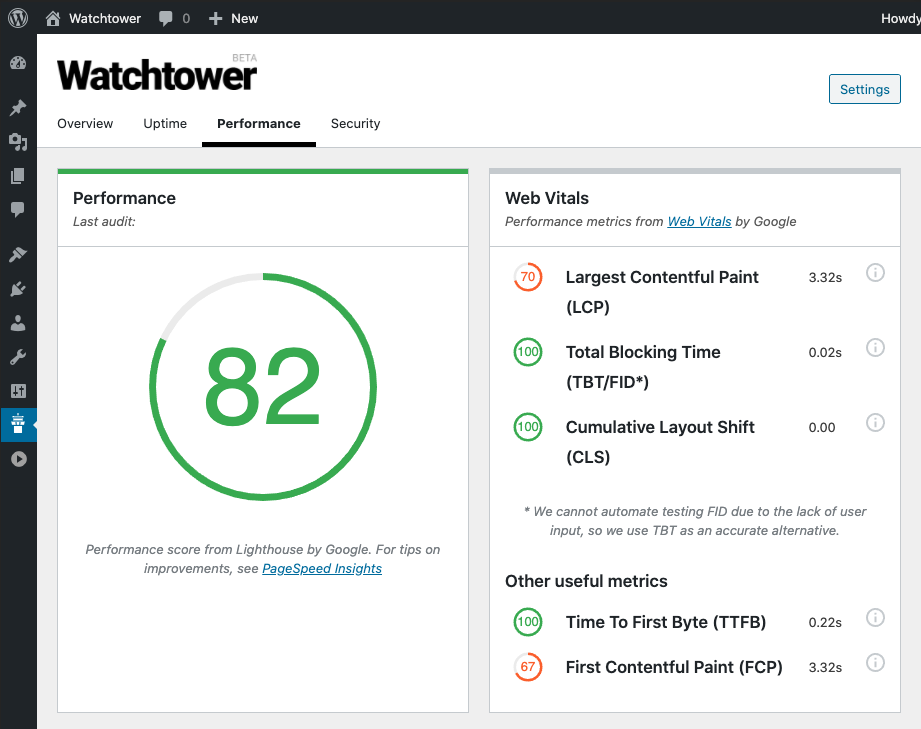 Watchtower 0 New Howdy
Watchtower BETA
Settings
Overview Uptime Performance Security
Performance
Last audit:
82
Performance score from Lighthouse by Google. For tips on
improvements, see PageSpeed Insights
Web Vitals
Performance metrics from Web Vitals by Google
70 Largest Contentful Paint 3.32s
(LCP)
100 Total Blocking Time 0.02s
(TBT/FID*)
100 Cumulative Layout Shift 0.00
(CLS)
* We cannot automate testing FID due to the lack of user
input, so we use TBT as an accurate alternative.
Other useful metrics
100 Time To First Byte (TTFB) 0.22s
67 First Contentful Paint (FCP) 3.32s